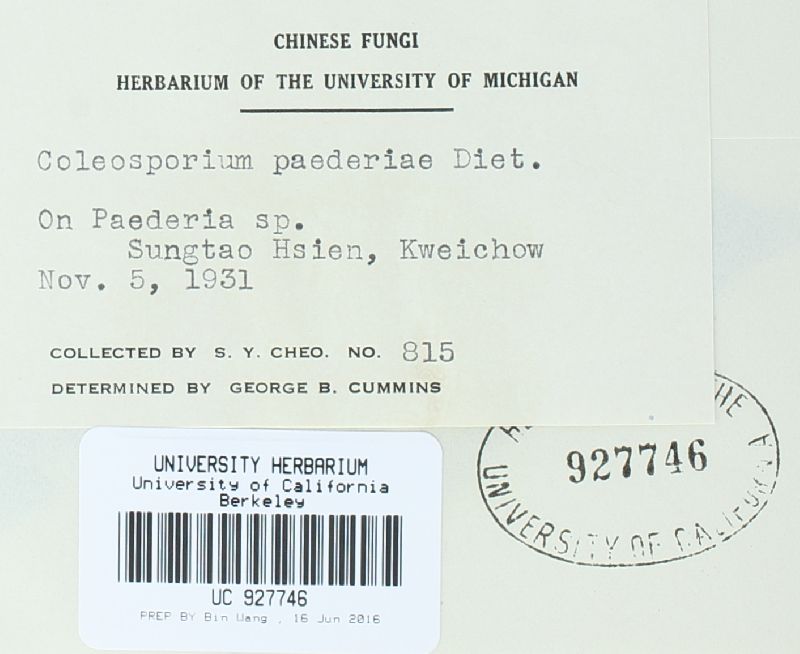 CHINESE FUNGI
HERBARIUM OF THE UNIVERSITY OF MICHIGAN
Coleosporium paederiae Diet.
On Paederia sp.
Sungtao Hsien, Kweichow
Nov. 5, 1931
COLLECTED BY S. Y. CHEO. NO. 815
DETERMINED BY GEORGE B. CUMMINS
927746
UNIVERSITY OF CALIFORNIA
UNIVERSITY HERBARIUM
University of California
Berkeley
UC 927746
PREP BY Bin Wang , 16 Jun 2016